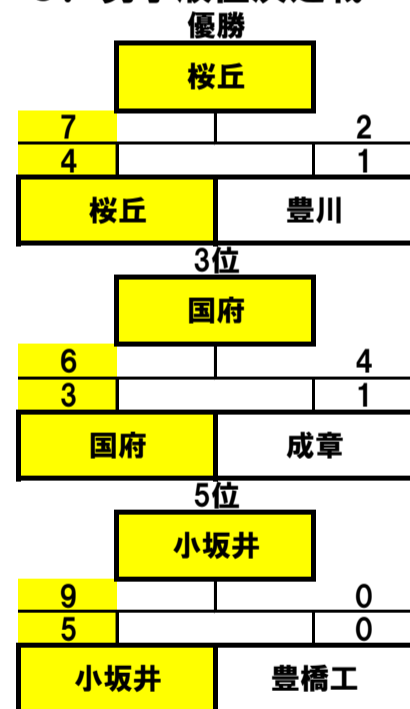 優勝
桜丘
7 2
4 1
桜丘 豊川
3位
国府
6 4
3 1
国府 成章
5位
小坂井
9 0
5 0
小坂井 豊橋工